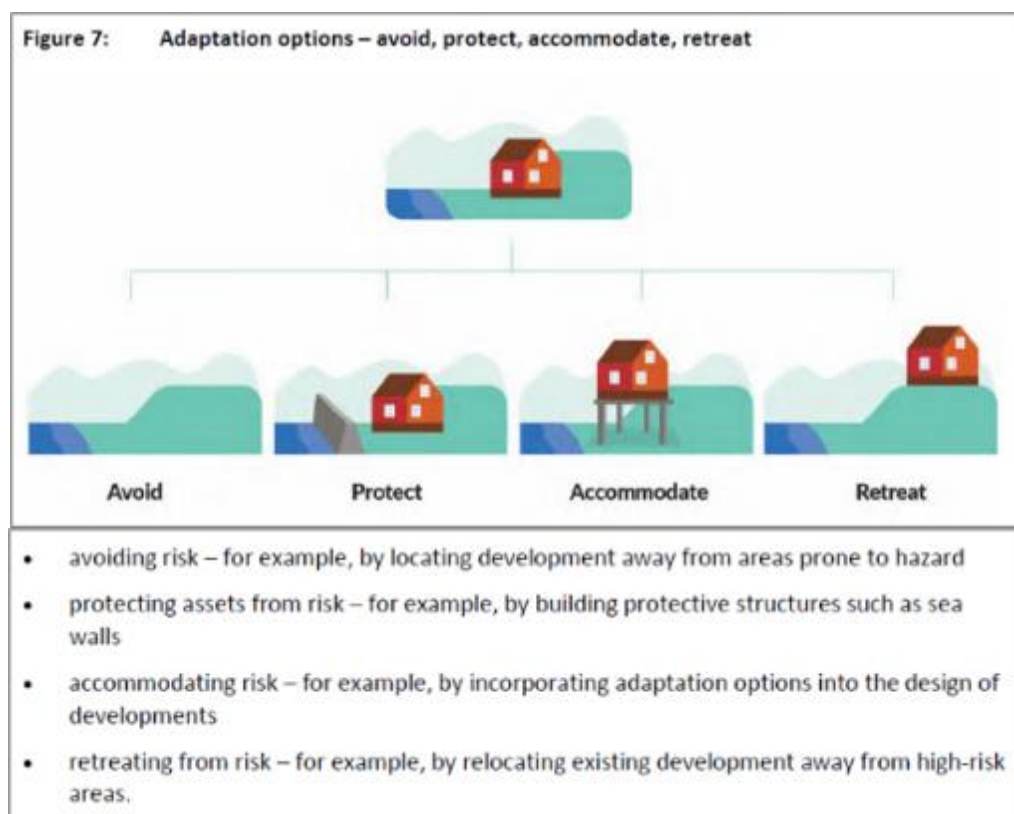 Figure 7: Adaptation options – avoid, protect, accommodate, retreat
Avoid Protect Accommodate Retreat
• avoiding risk – for example, by locating development away from areas prone to hazard
• protecting assets from risk – for example, by building protective structures such as sea
walls
• accommodating risk – for example, by incorporating adaptation options into the design of
developments
• retreating from risk – for example, by relocating existing development away from high-risk
areas.